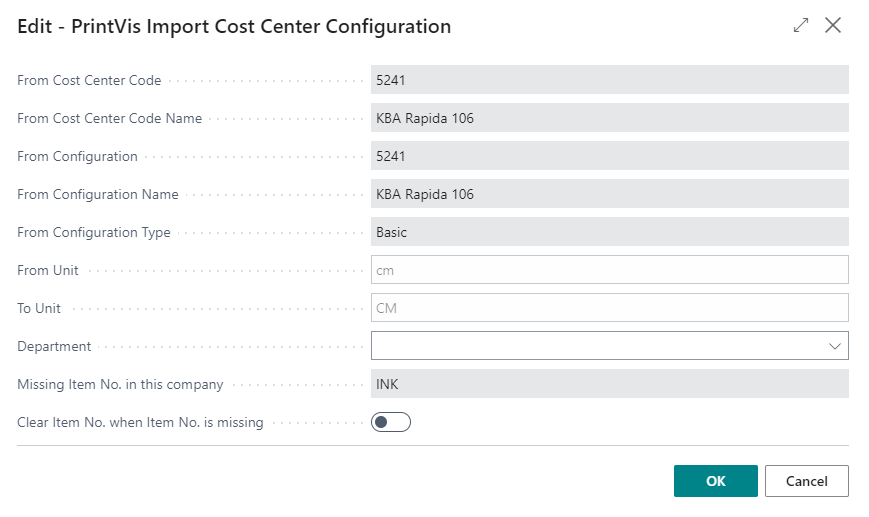 Edit - PrintVis Import Cost Center Configuration
From Cost Center Code 5241
From Cost Center Code Name KBA Rapida 106
From Configuration 5241
From Configuration Name KBA Rapida 106
From Configuration Type Basic
From Unit cm
To Unit CM
Department
Missing Item No. in this company INK
Clear Item No. when Item No. is missing
OK Cancel